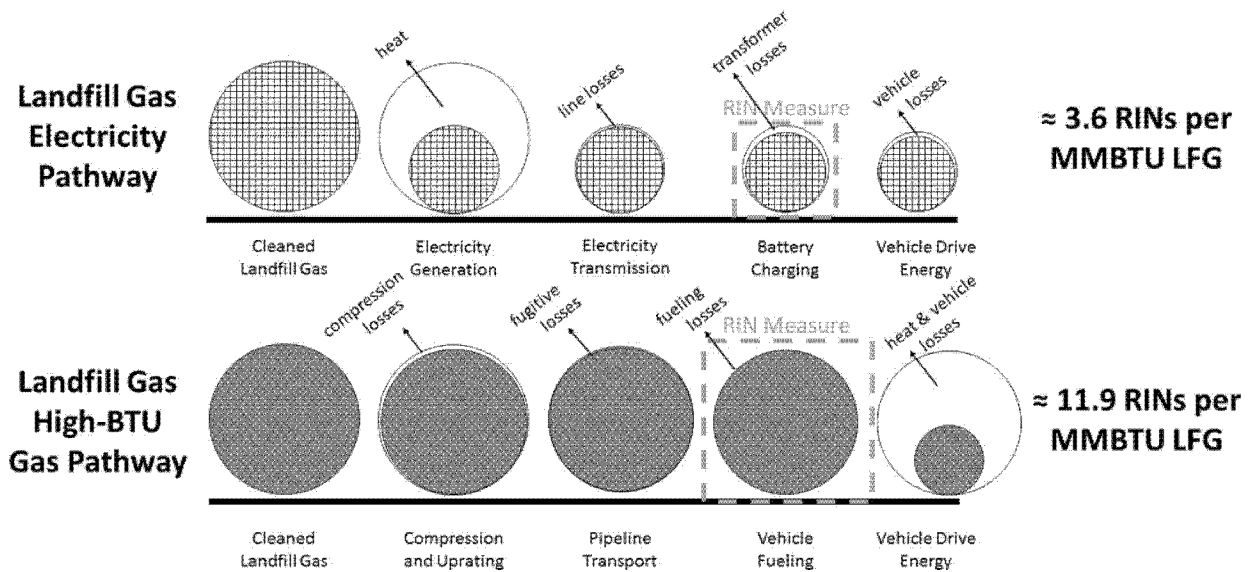 Landfill Gas
Electricity
Pathway
heat
line losses
transformer
losses
RIN Measure
vehicle
losses
≈ 3.6 RINs per
MMBTU LFG
Cleaned
Landfill Gas
Electricity
Generation
Electricity
Transmission
Battery
Charging
Vehicle Drive
Energy
Landfill Gas
High-BTU
Gas Pathway
compression
losses
fugitive
losses
fueling
losses
RIN Measure
heat & vehicle
losses
≈ 11.9 RINs per
MMBTU LFG
Cleaned
Landfill Gas
Compression
and Uprating
Pipeline
Transport
Vehicle
Fueling
Vehicle Drive
Energy